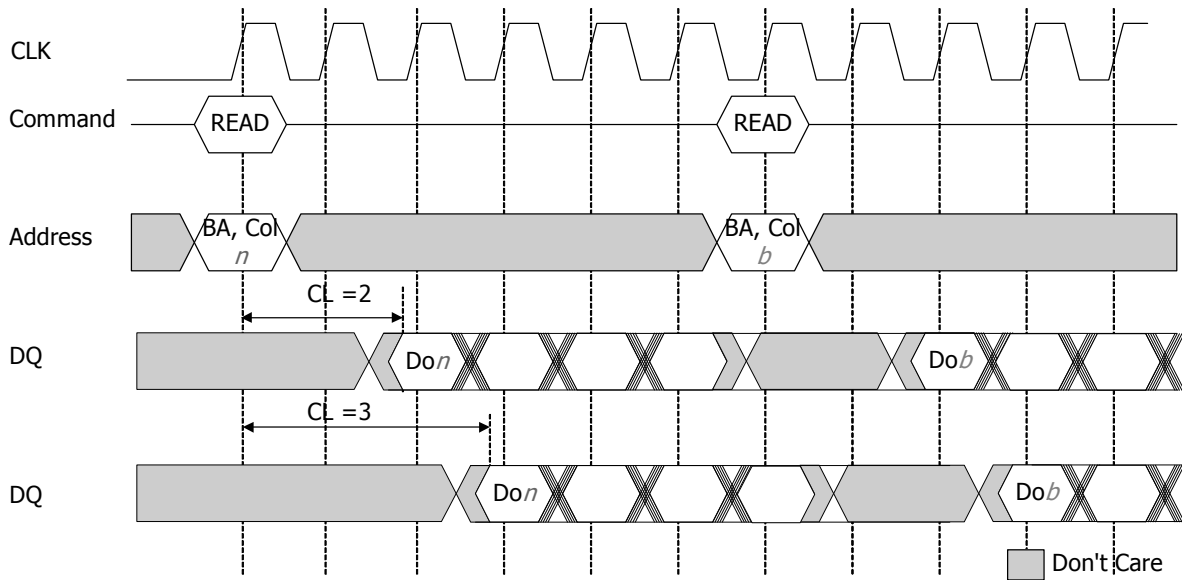 CLK
Command
READ
READ
Address
BA, Col
n
BA, Col
b
CL =2
DQ
Don
Dob
CL =3
DQ
Don
Dob
Don't Care